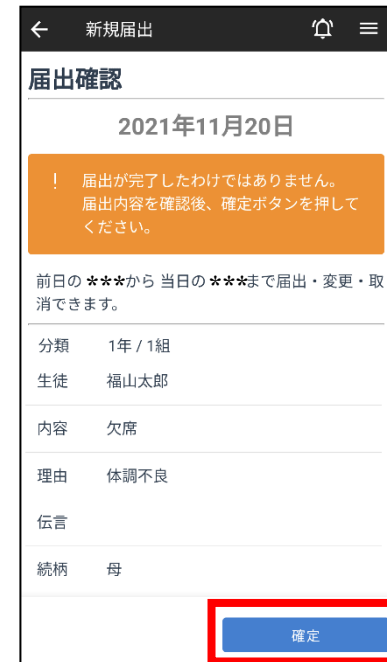 新規届出
届出確認
2021年11月20日
! 届出が完了したわけではありません。
届出内容を確認後、確定ボタンを押して
ください。
前日の ***から 当日の ***まで届出・変更・取
消できます。
分類 1年 / 1組
生徒 福山太郎
内容 欠席
理由 体調不良
伝言
続柄 母
確定